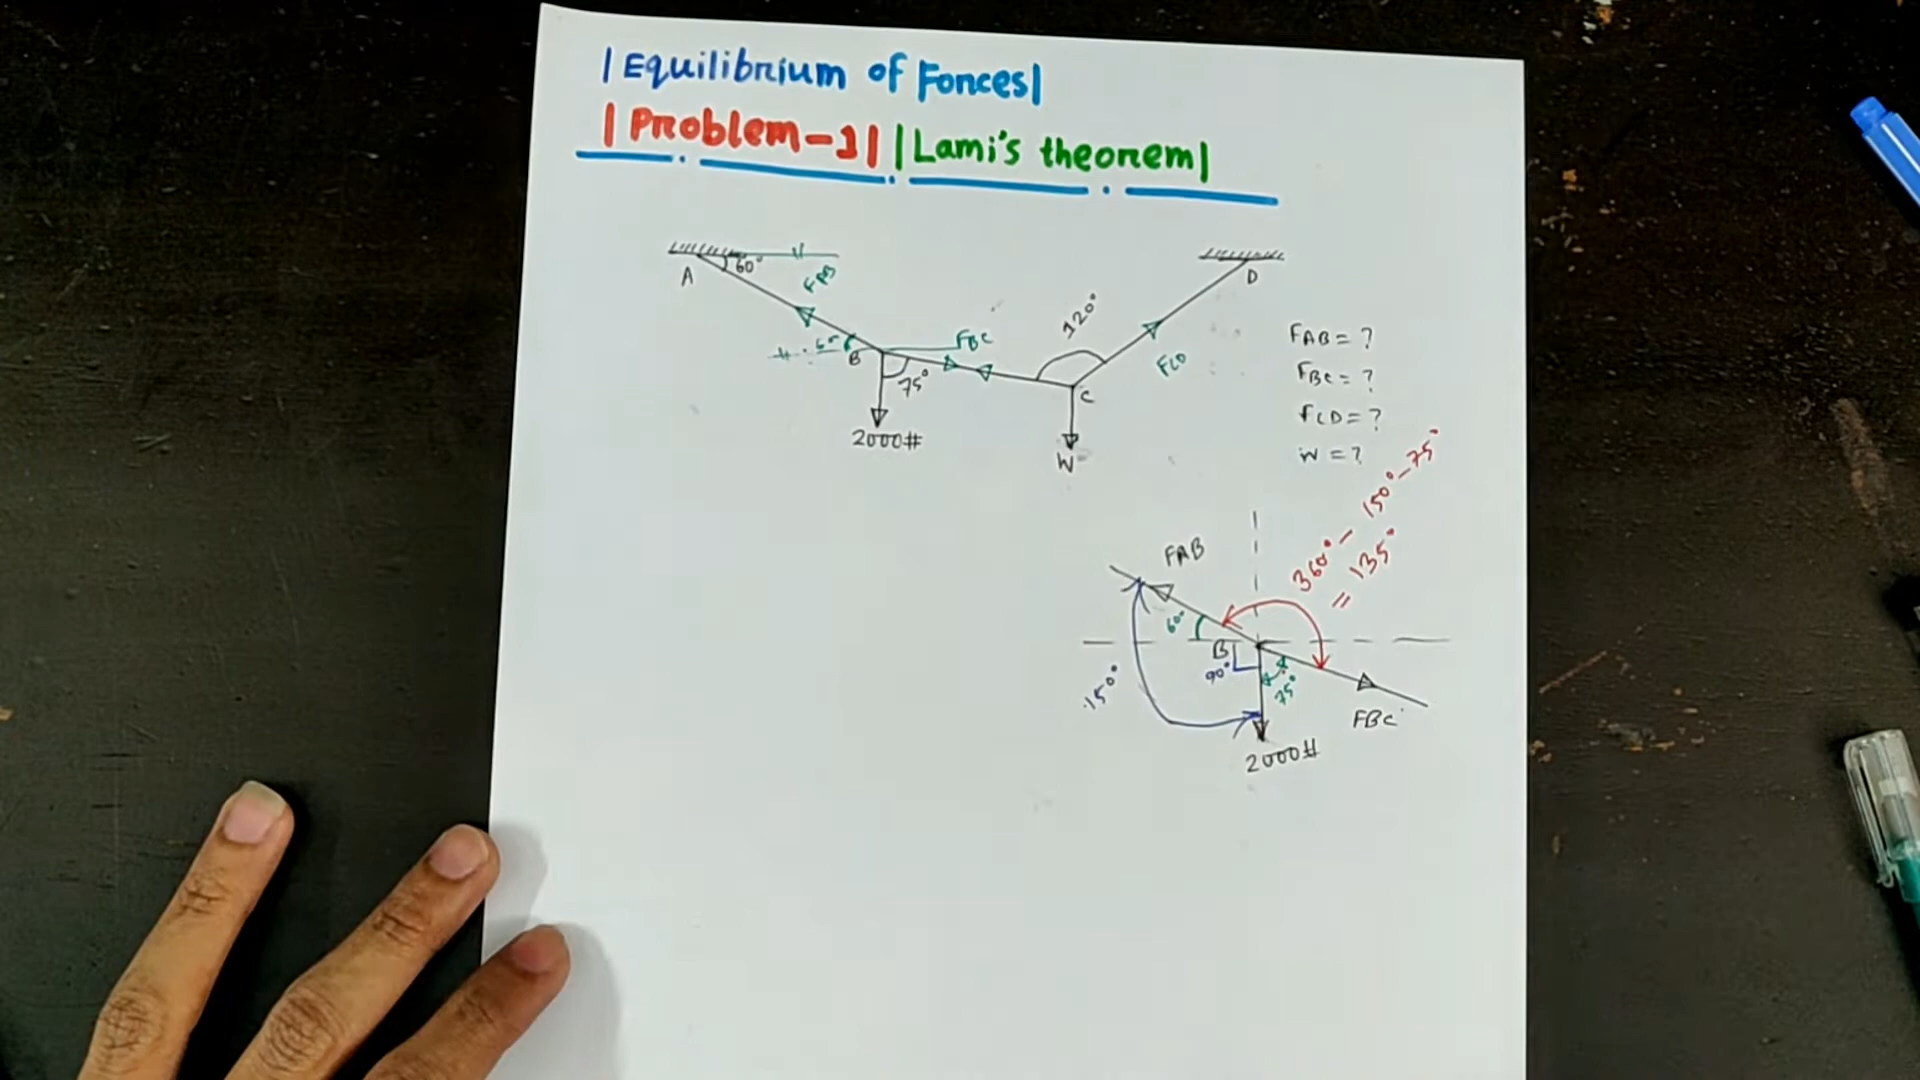 |Equilibrium of Forces|
|Problem-1| |Lami's theorem|
A
60°
FAB
D
B
75°
FBC
120°
C
FCD
2000#
W
FAB = ?
FBC = ?
FCD = ?
W = ?
360° - 150° - 75°
= 135°
FAB
60°
B
90°
75°
150°
FBC
2000#